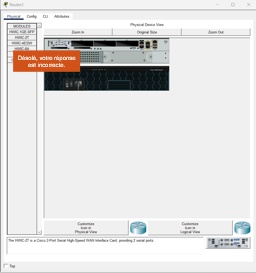 Router2
Physical Config CLI Attributes
Physical Device View
MODULES
Zoom In Original Size Zoom Out
HWIC-1GE-SFP
HWIC-2T
HWIC-4ESW
HWIC-8A
Désolé, votre réponse
est incorrecte.
Customize
Icon in
Physical View
Customize
Icon in
Logical View
The HWIC-2T is a Cisco 2-Port Serial High-Speed WAN Interface Card, providing 2 serial ports.
Top